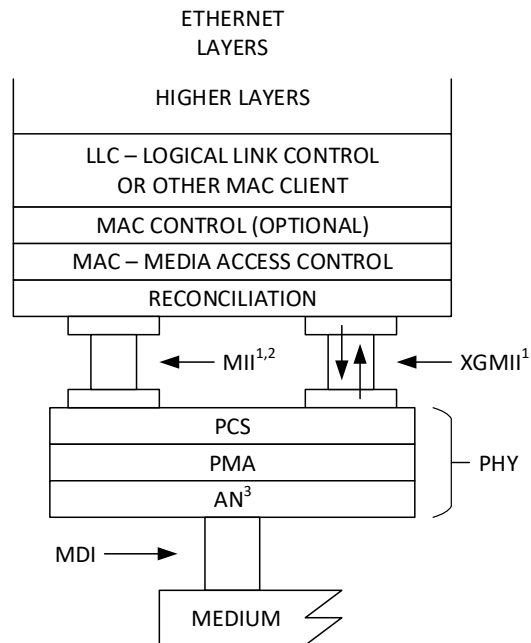 ETHERNET
LAYERS
HIGHER LAYERS
LLC – LOGICAL LINK CONTROL
OR OTHER MAC CLIENT
MAC CONTROL (OPTIONAL)
MAC – MEDIA ACCESS CONTROL
RECONCILIATION
MII¹,²
XGMII¹
PCS
PMA
AN³
PHY
MDI
MEDIUM